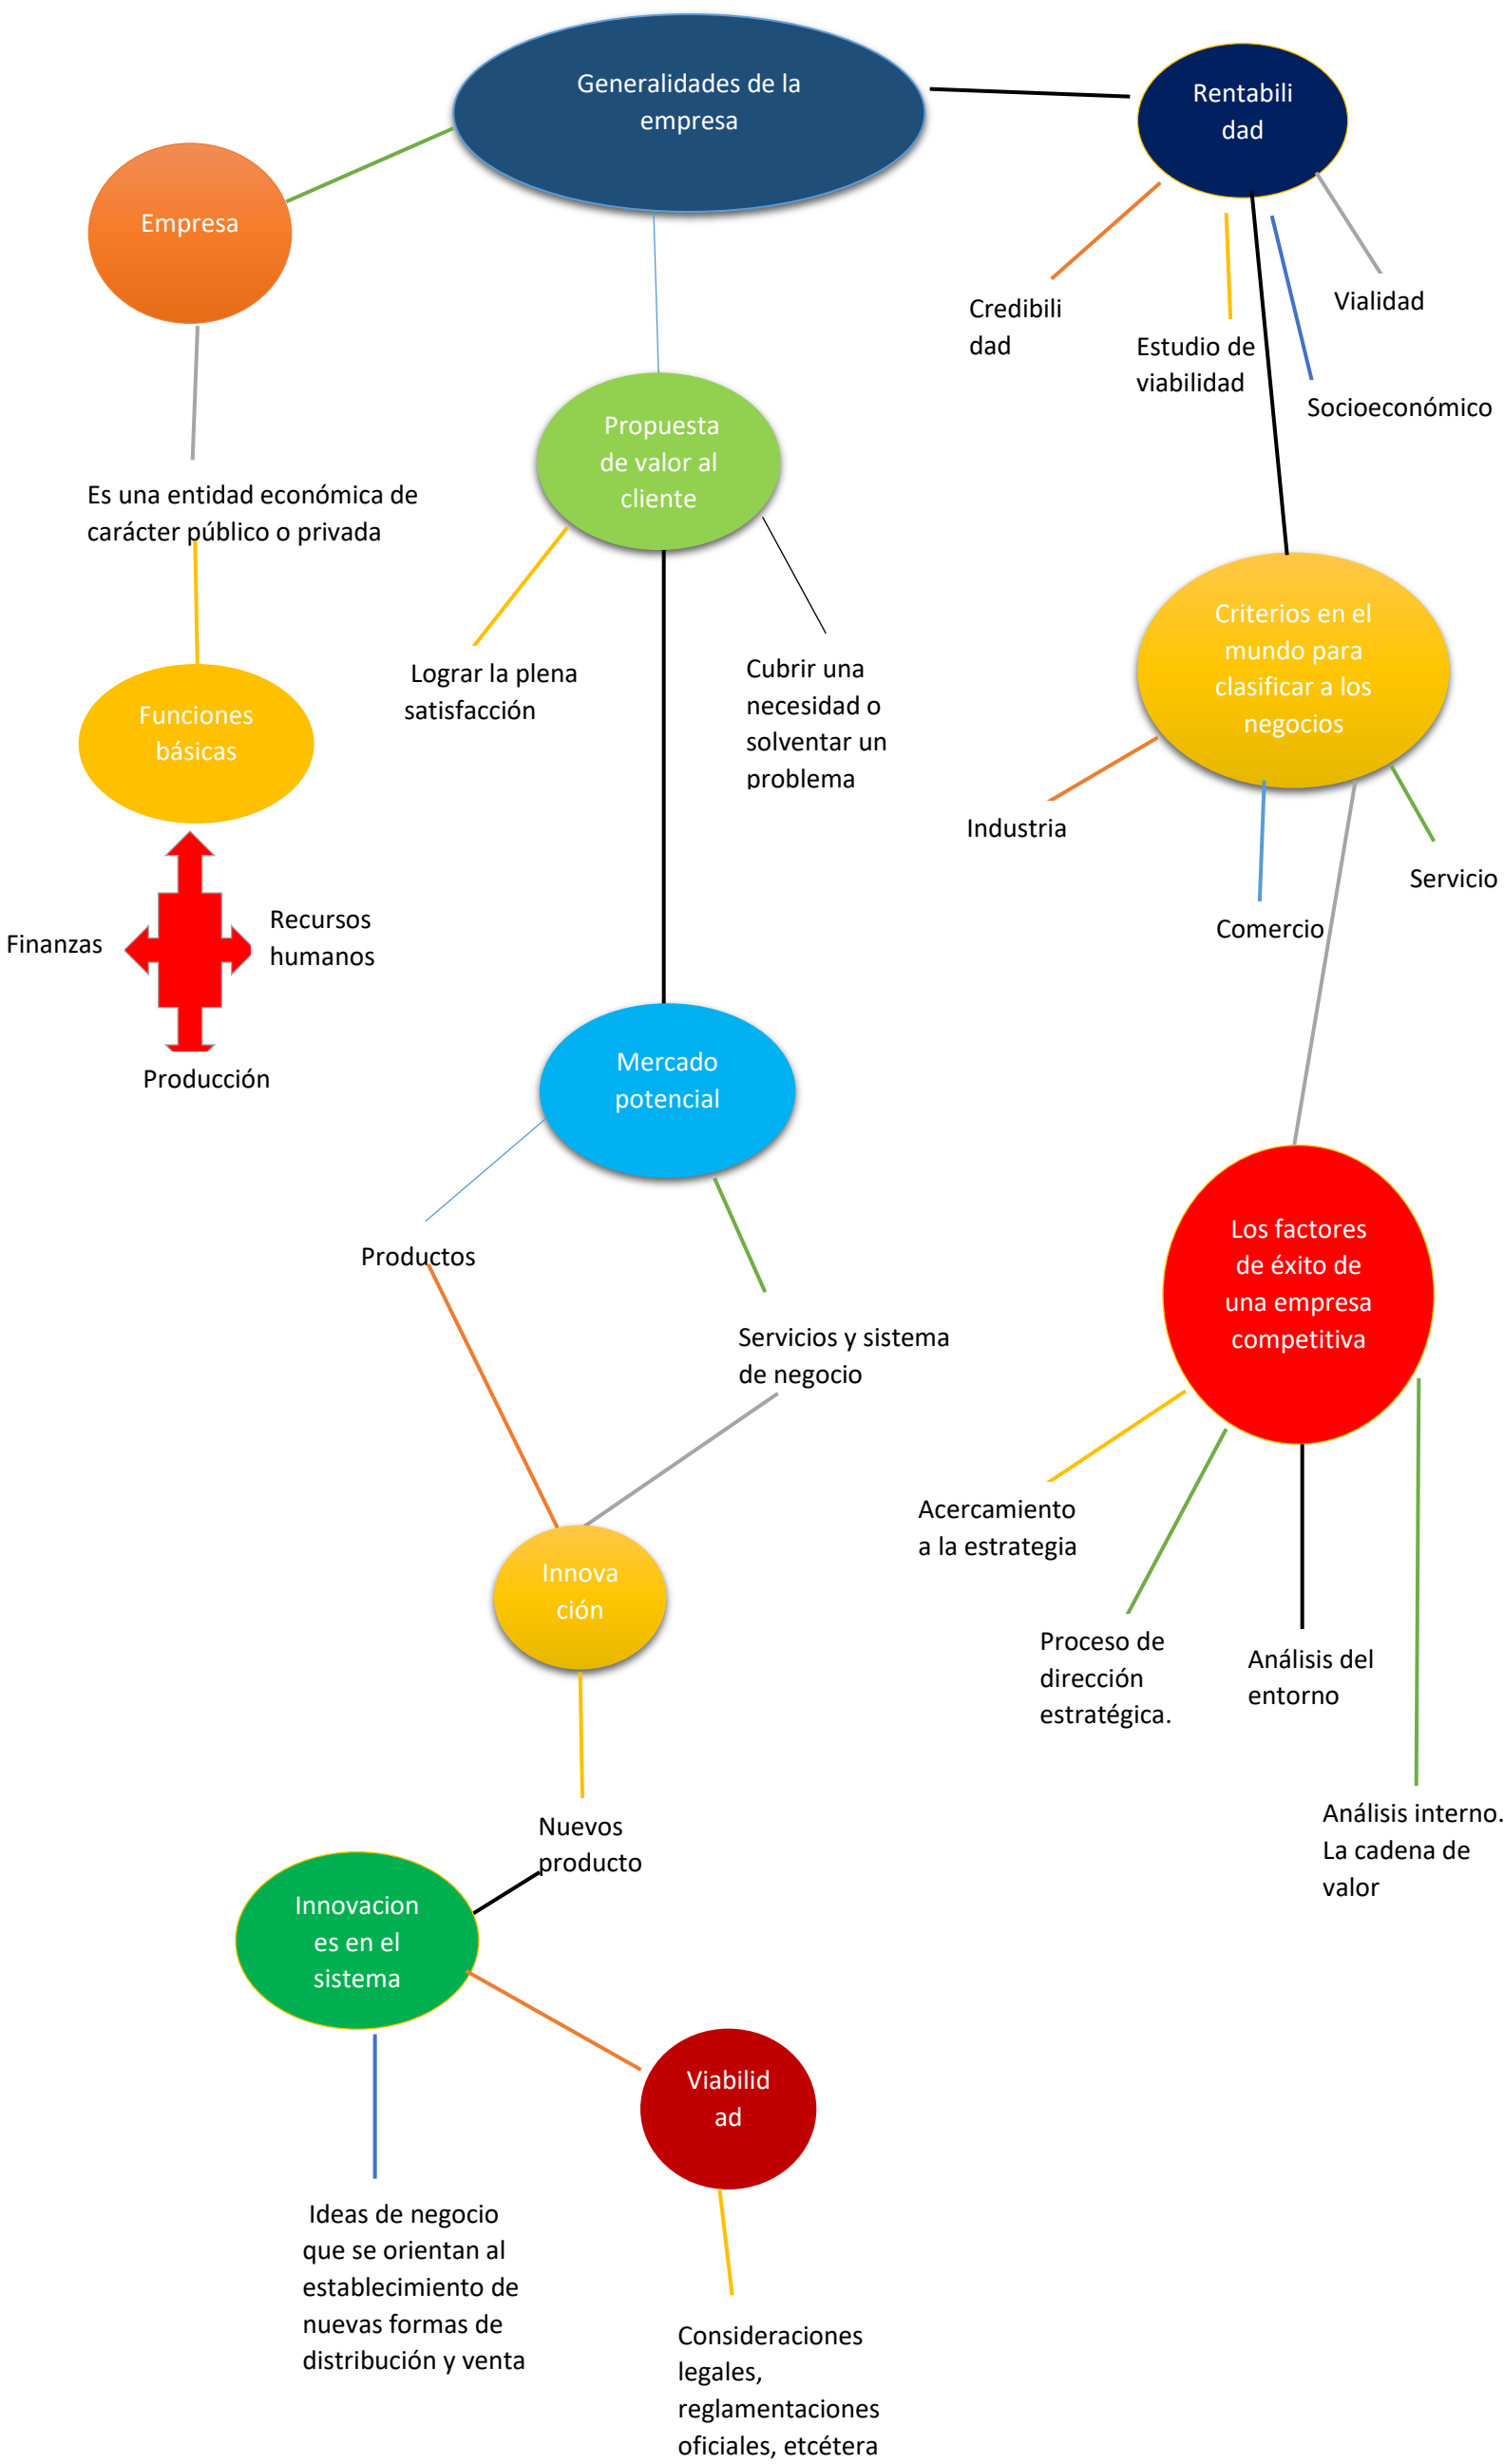 Generalidades de la
empresa
Rentabili
dad
Empresa
Credibili
dad
Estudio de
viabilidad
Vialidad
Socioeconómico
Propuesta
de valor al
cliente
Es una entidad económica de
carácter público o privada
Lograr la plena
satisfacción
Cubrir una
necesidad o
solventar un
problema
Criterios en el
mundo para
clasificar a los
negocios
Funciones
básicas
Industria
Comercio
Servicio
Finanzas
Recursos
humanos
Producción
Mercado
potencial
Productos
Servicios y sistema
de negocio
Los factores
de éxito de
una empresa
competitiva
Acercamiento
a la estrategia
Proceso de
dirección
estratégica.
Análisis del
entorno
Análisis interno.
La cadena de
valor
Innova
ción
Nuevos
producto
Innovacion
es en el
sistema
Viabilid
ad
Ideas de negocio
que se orientan al
establecimiento de
nuevas formas de
distribución y venta
Consideraciones
legales,
reglamentaciones
oficiales, etcétera